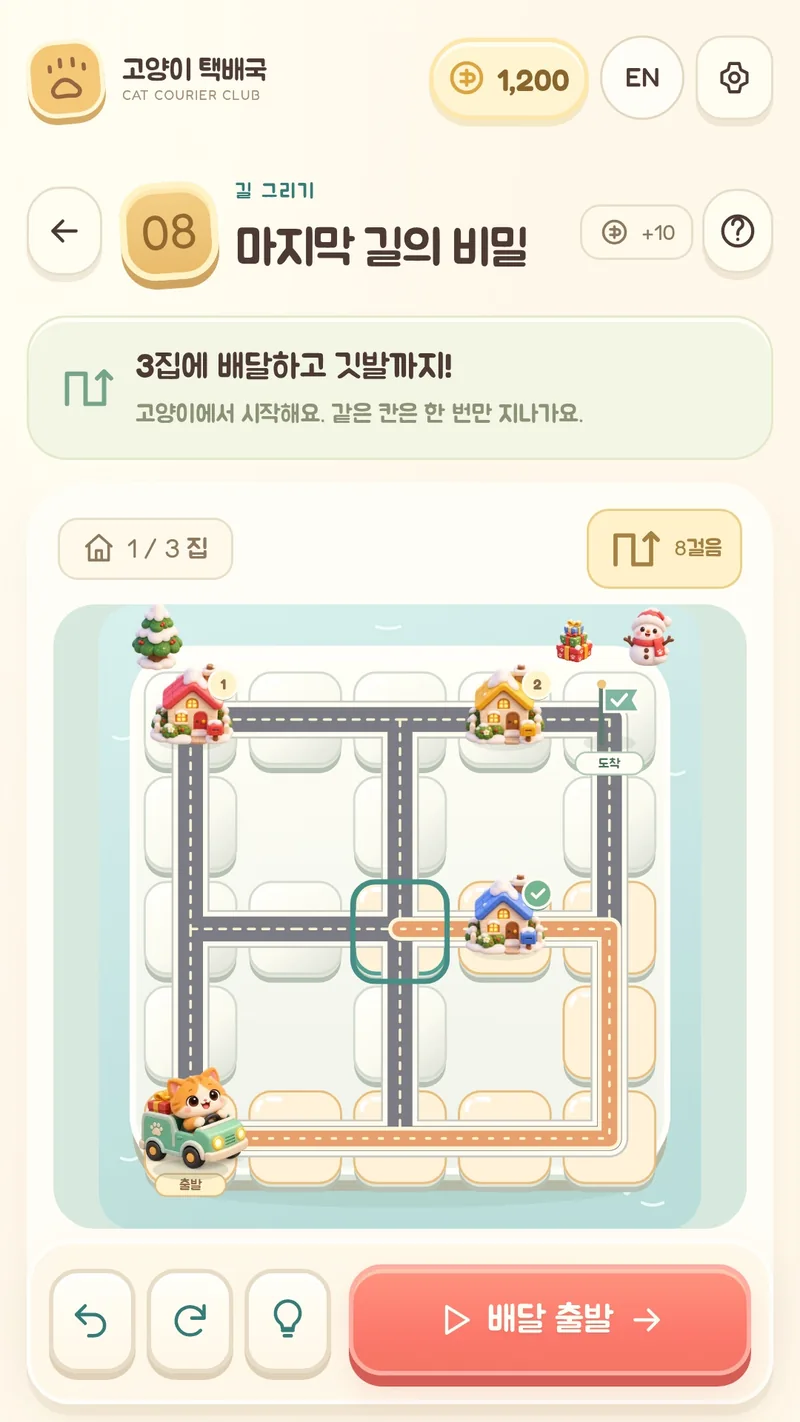 고양이 택배국
CAT COURIER CLUB
1,200
EN
08
길 그리기
마지막 길의 비밀
+10
3집에 배달하고 깃발까지!
고양이에서 시작해요. 같은 칸은 한 번만 지나가요.
1 / 3 집
8걸음
1
2
도착
출발
배달 출발